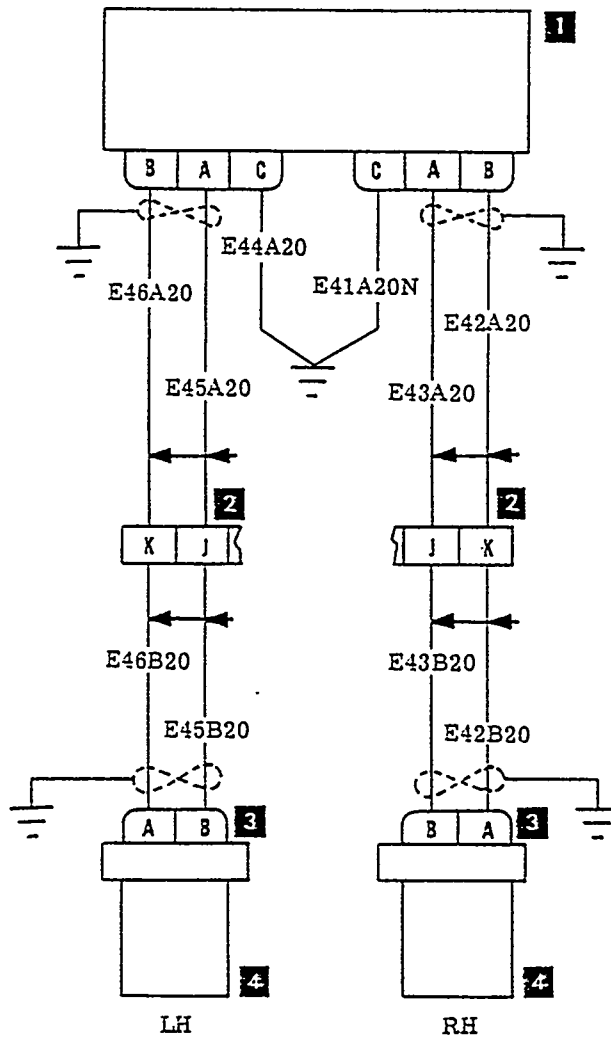 1
B A C C A B
E44A20
E46A20 E41A20N
E42A20
E45A20 E43A20
2 2
K J J K
E46B20 E43B20
E45B20 E42B20
A B 3 B A 3
4 4
LH RH